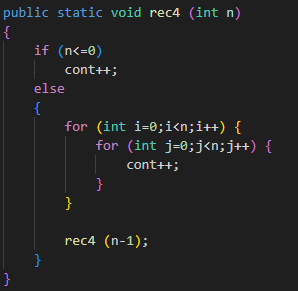 public static void rec4 (int n)
{
    if (n<=0)
        cont++;
    else
    {
        for (int i=0;i<n;i++) {
            for (int j=0;j<n;j++) {
                cont++;
            }
        }

        rec4 (n-1);
    }
}